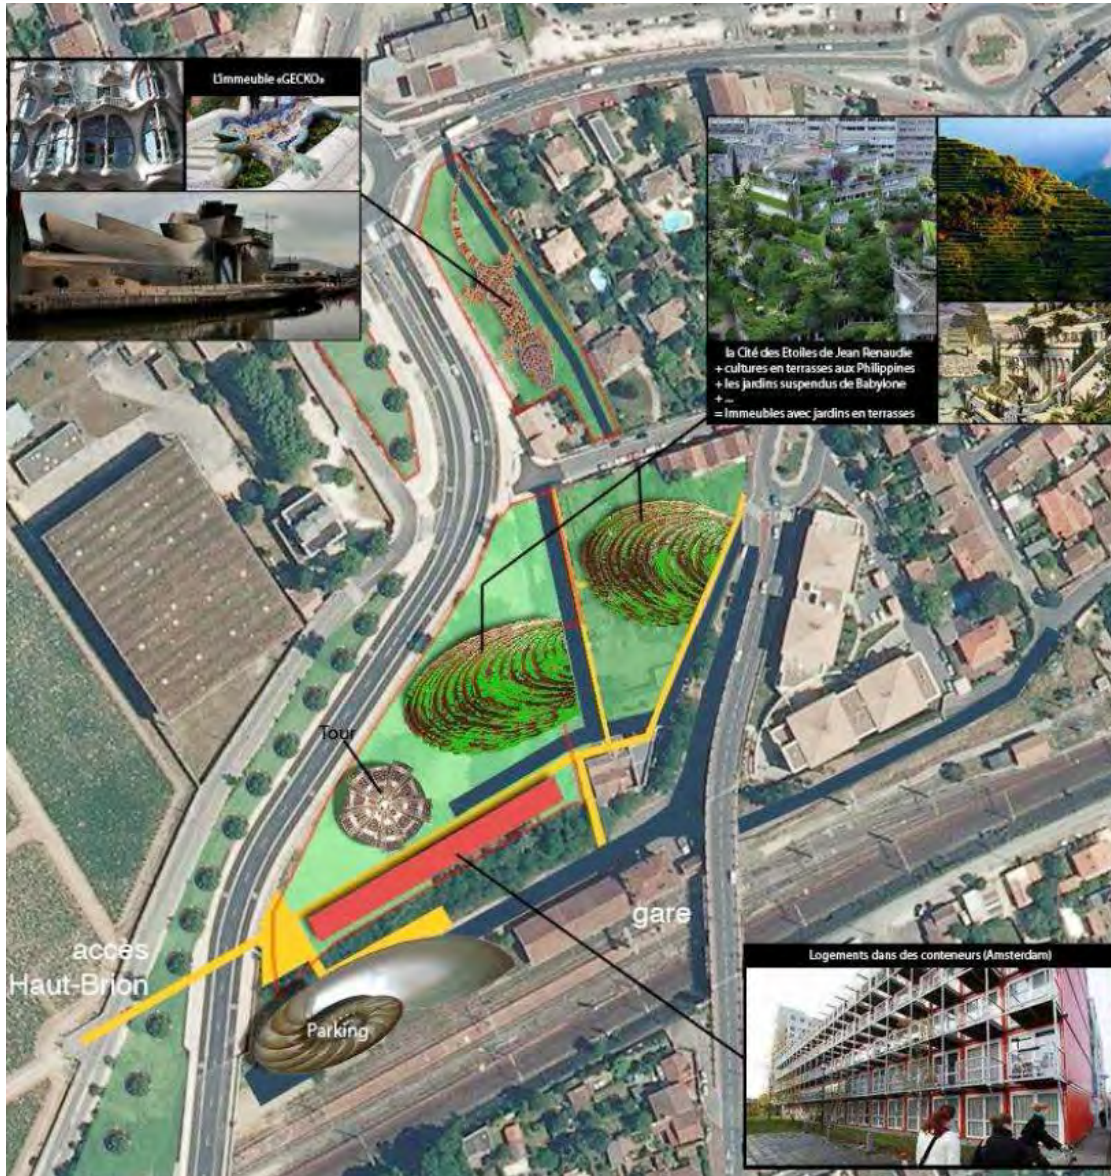 L'immeuble «GECKO»
la Cité des Etoiles de Jean Renaudie
+ cultures en terrasses aux Philippines
+ les jardins suspendus de Babylone
+ ...
= Immeubles avec jardins en terrasses
Tour
gare
accès
Haut-Brion
Parking
Logements dans des conteneurs (Amsterdam)